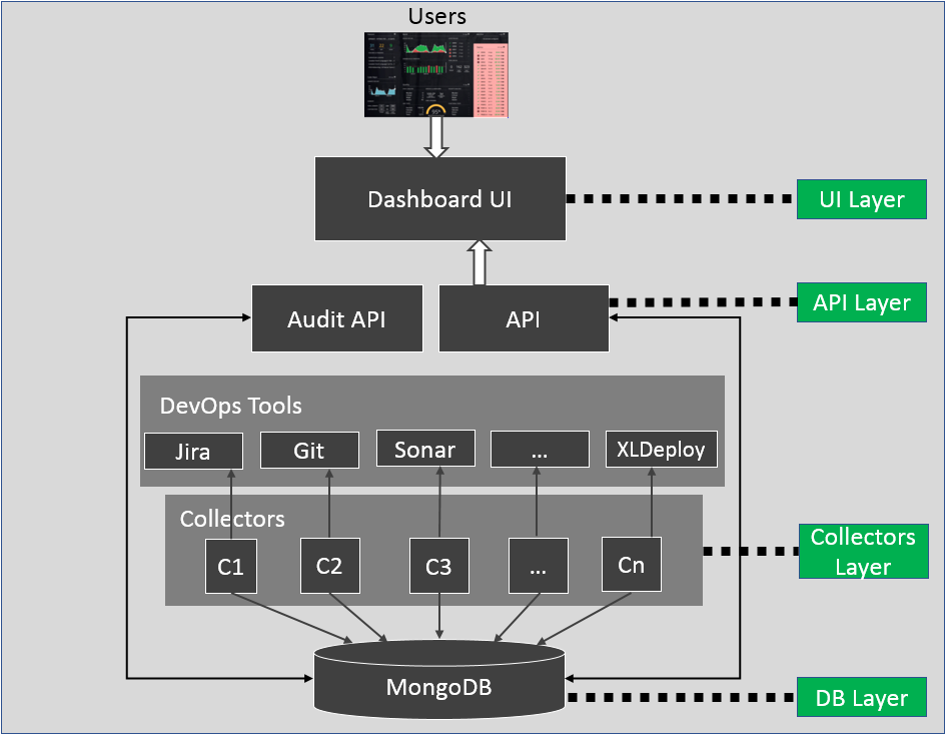 Users
Dashboard UI
UI Layer
API Layer
Audit API
API
DevOps Tools
Jira
Git
Sonar
...
XLDeploy
Collectors
C1
C2
C3
...
Cn
Collectors
Layer
MongoDB
DB Layer